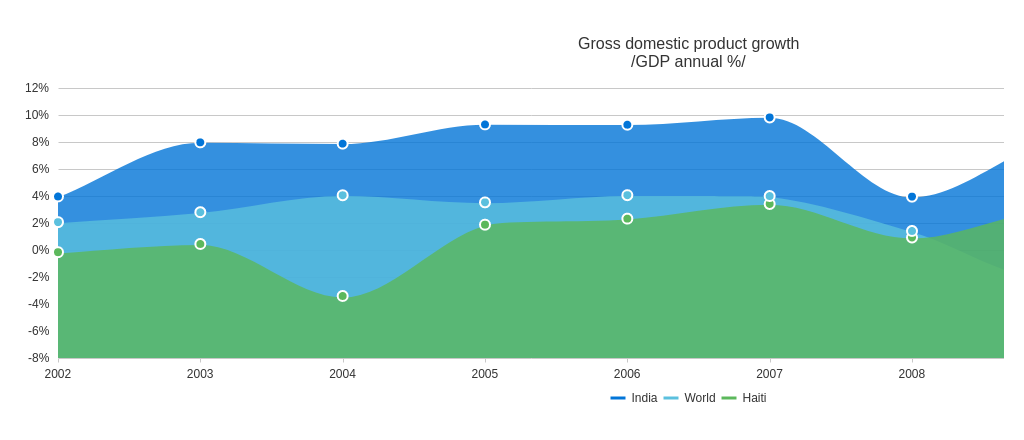 Gross domestic product growth
/GDP annual %/
12%
10%
8%
6%
4%
2%
0%
-2%
-4%
-6%
-8%
2002 2003 2004 2005 2006 2007 2008
India World Haiti